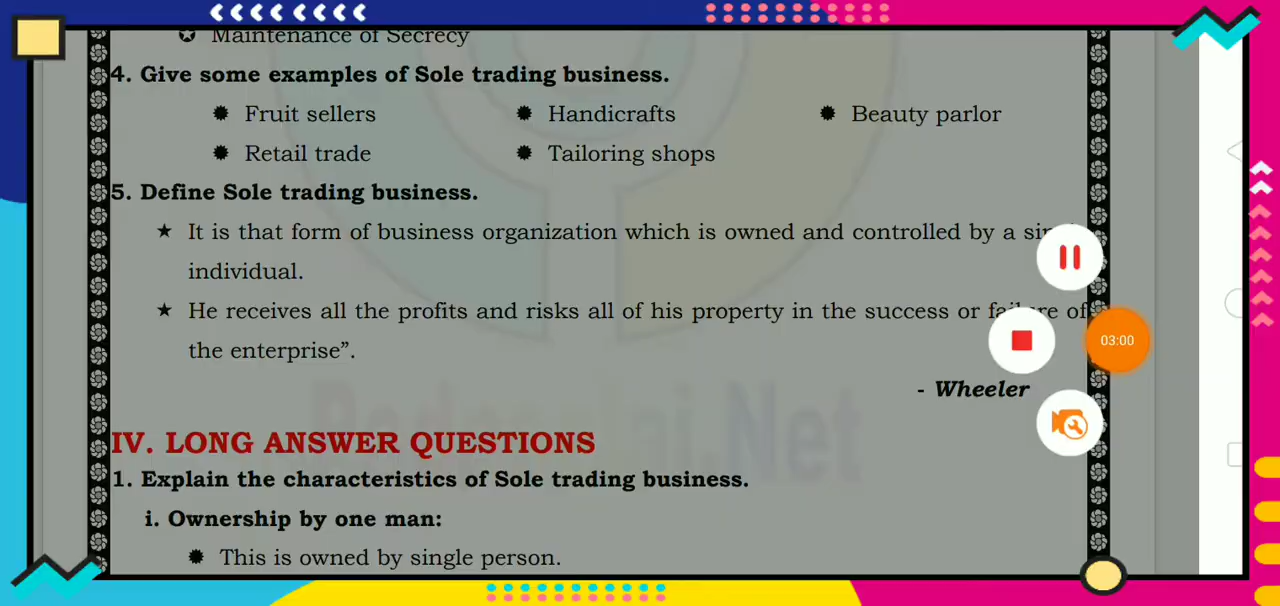 Maintenance of Secrecy
4. Give some examples of Sole trading business.
Fruit sellers Handicrafts Beauty parlor
Retail trade Tailoring shops
5. Define Sole trading business.
It is that form of business organization which is owned and controlled by a
individual.
He receives all the profits and risks all of his property in the success or failure of
the enterprise”.
- Wheeler
03:00
IV. LONG ANSWER QUESTIONS
1. Explain the characteristics of Sole trading business.
i. Ownership by one man:
This is owned by single person.